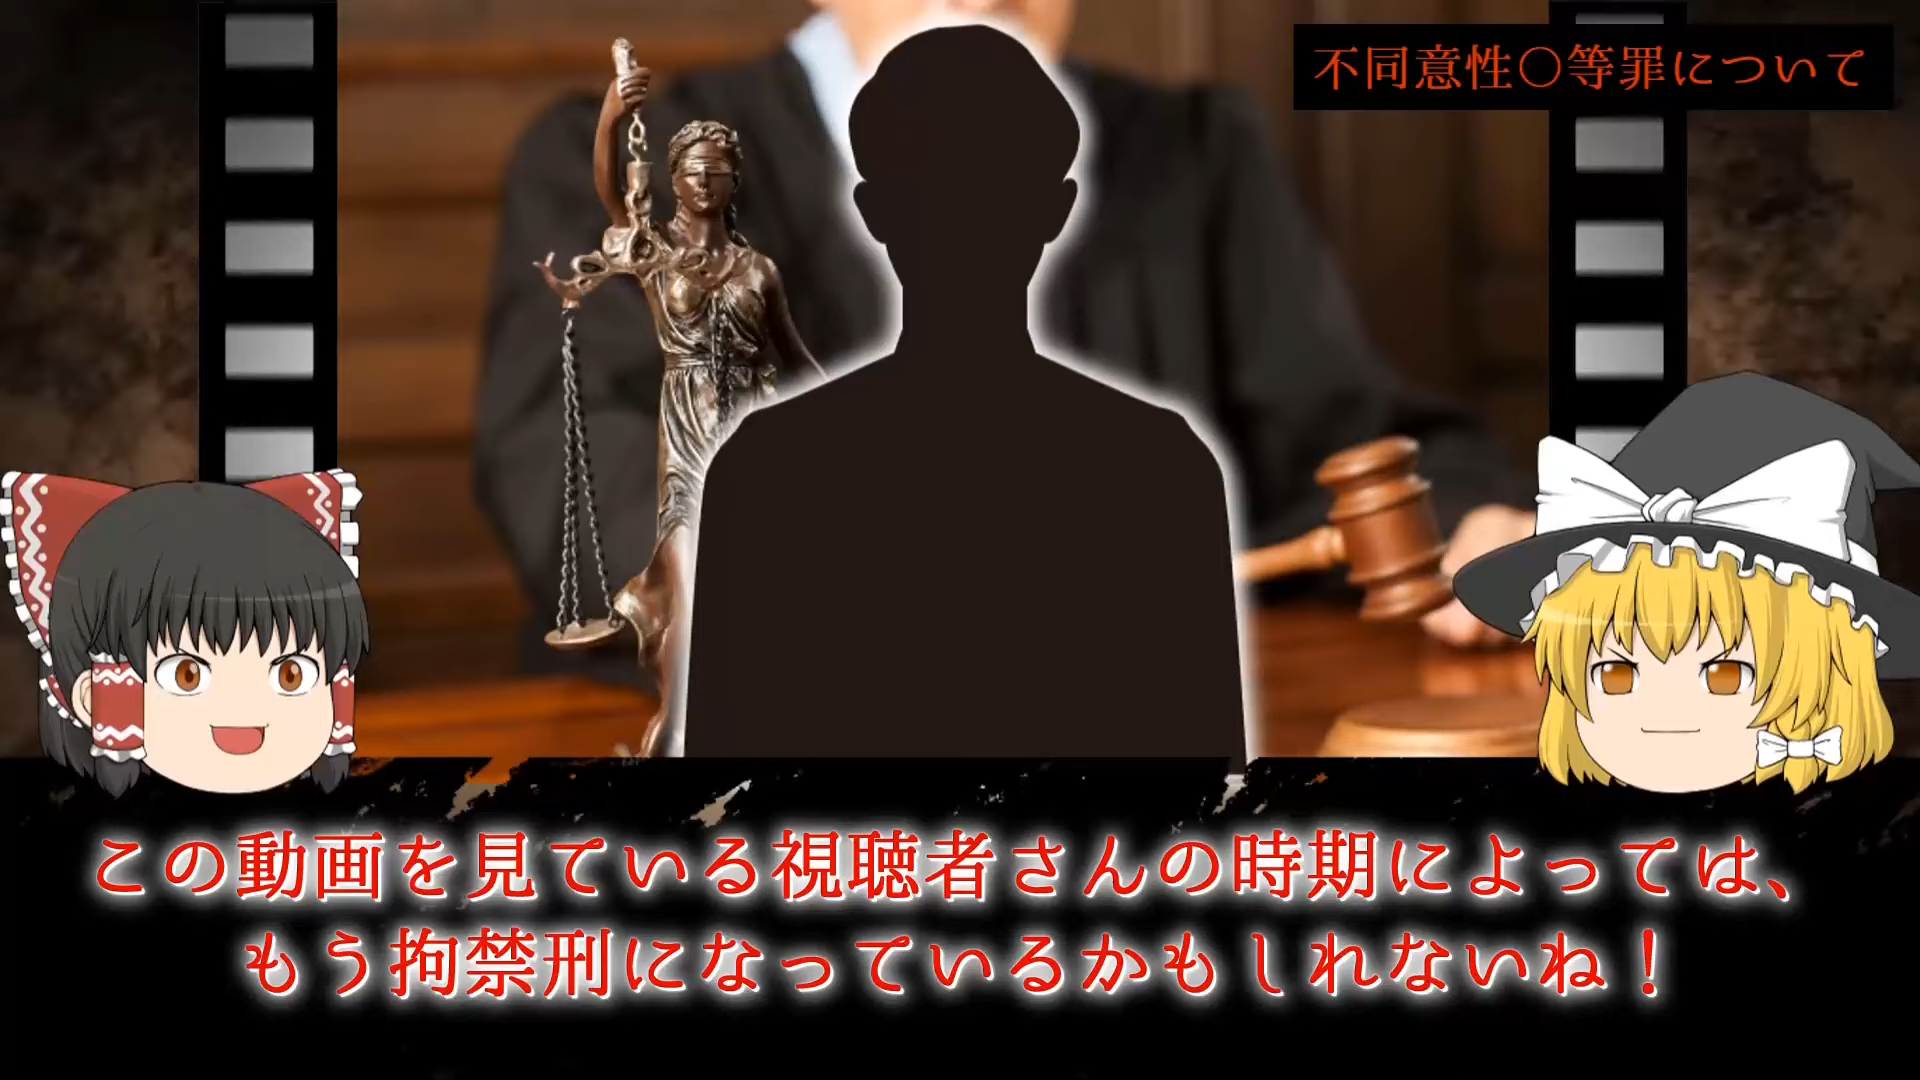 不同意性〇等罪について
この動画を見ている視聴者さんの時期によっては、
もう拘禁刑になっているかもしれないね！